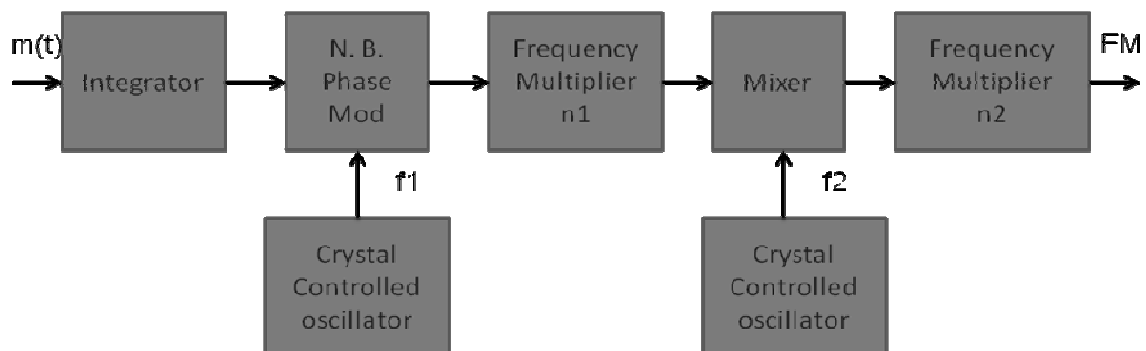 m(t)
Integrator
N. B.
Phase
Mod
Frequency
Multiplier
n1
Mixer
Frequency
Multiplier
n2
FM
f1
f2
Crystal
Controlled
oscillator
Crystal
Controlled
oscillator